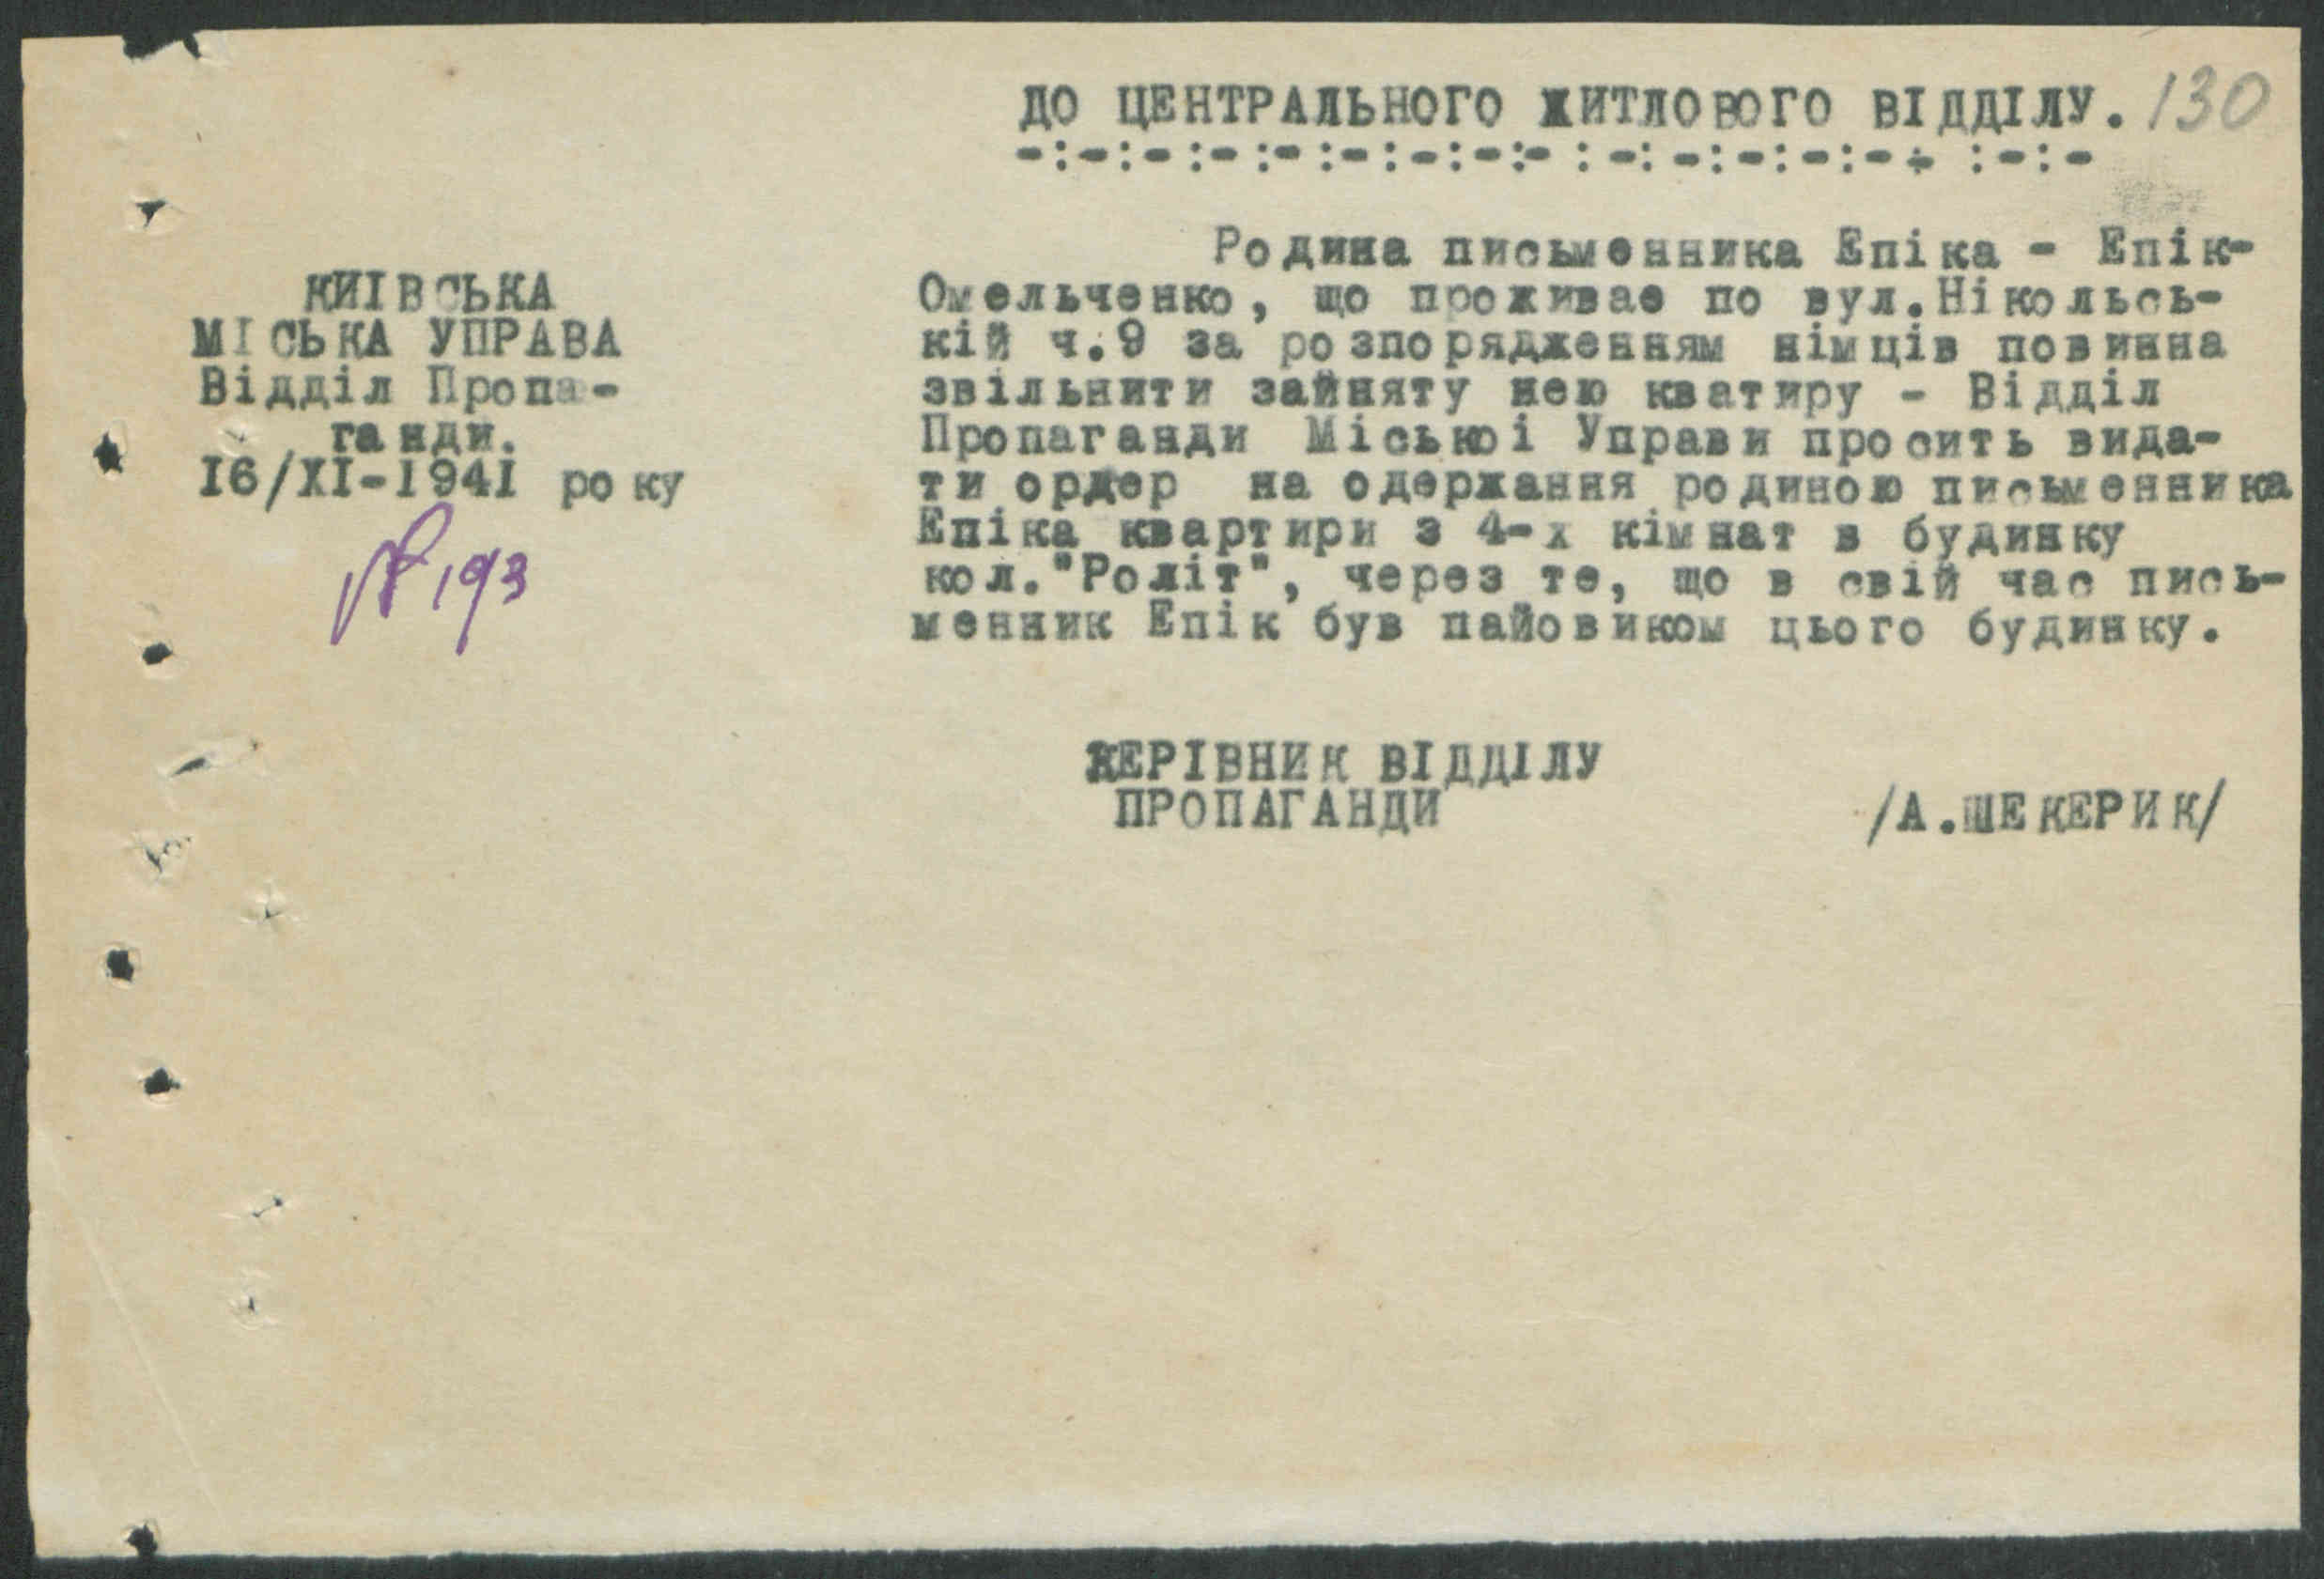 130
ДО ЦЕНТРАЛЬНОГО ЖИТЛОВОГО ВІДДІЛУ.
-:-:-:-:-:-:-:-:-:-:-:-:-:-:-:-:-
КИІВСЬКА
МІСЬКА УПРАВА
Відділ Пропа-
ганди.
16/XI-1941 року
№ 193
Родина письменника Епіка - Епік-
Омельченко, що проживає по вул.Нікольсь-
кій ч.9 за розпорядженням німців повинна
звільнити зайняту нею кватиру - Відділ
Пропаганди Міської Управи просить вида-
ти ордер на одержання родиною письменника
Епіка квартири з 4-х кімнат в будинку
кол."Роліт", через те, що в свій час пись-
менник Епік був пайовиком цього будинку.
КЕРІВНИК ВІДДІЛУ
ПРОПАГАНДИ
/А.ШЕКЕРИК/